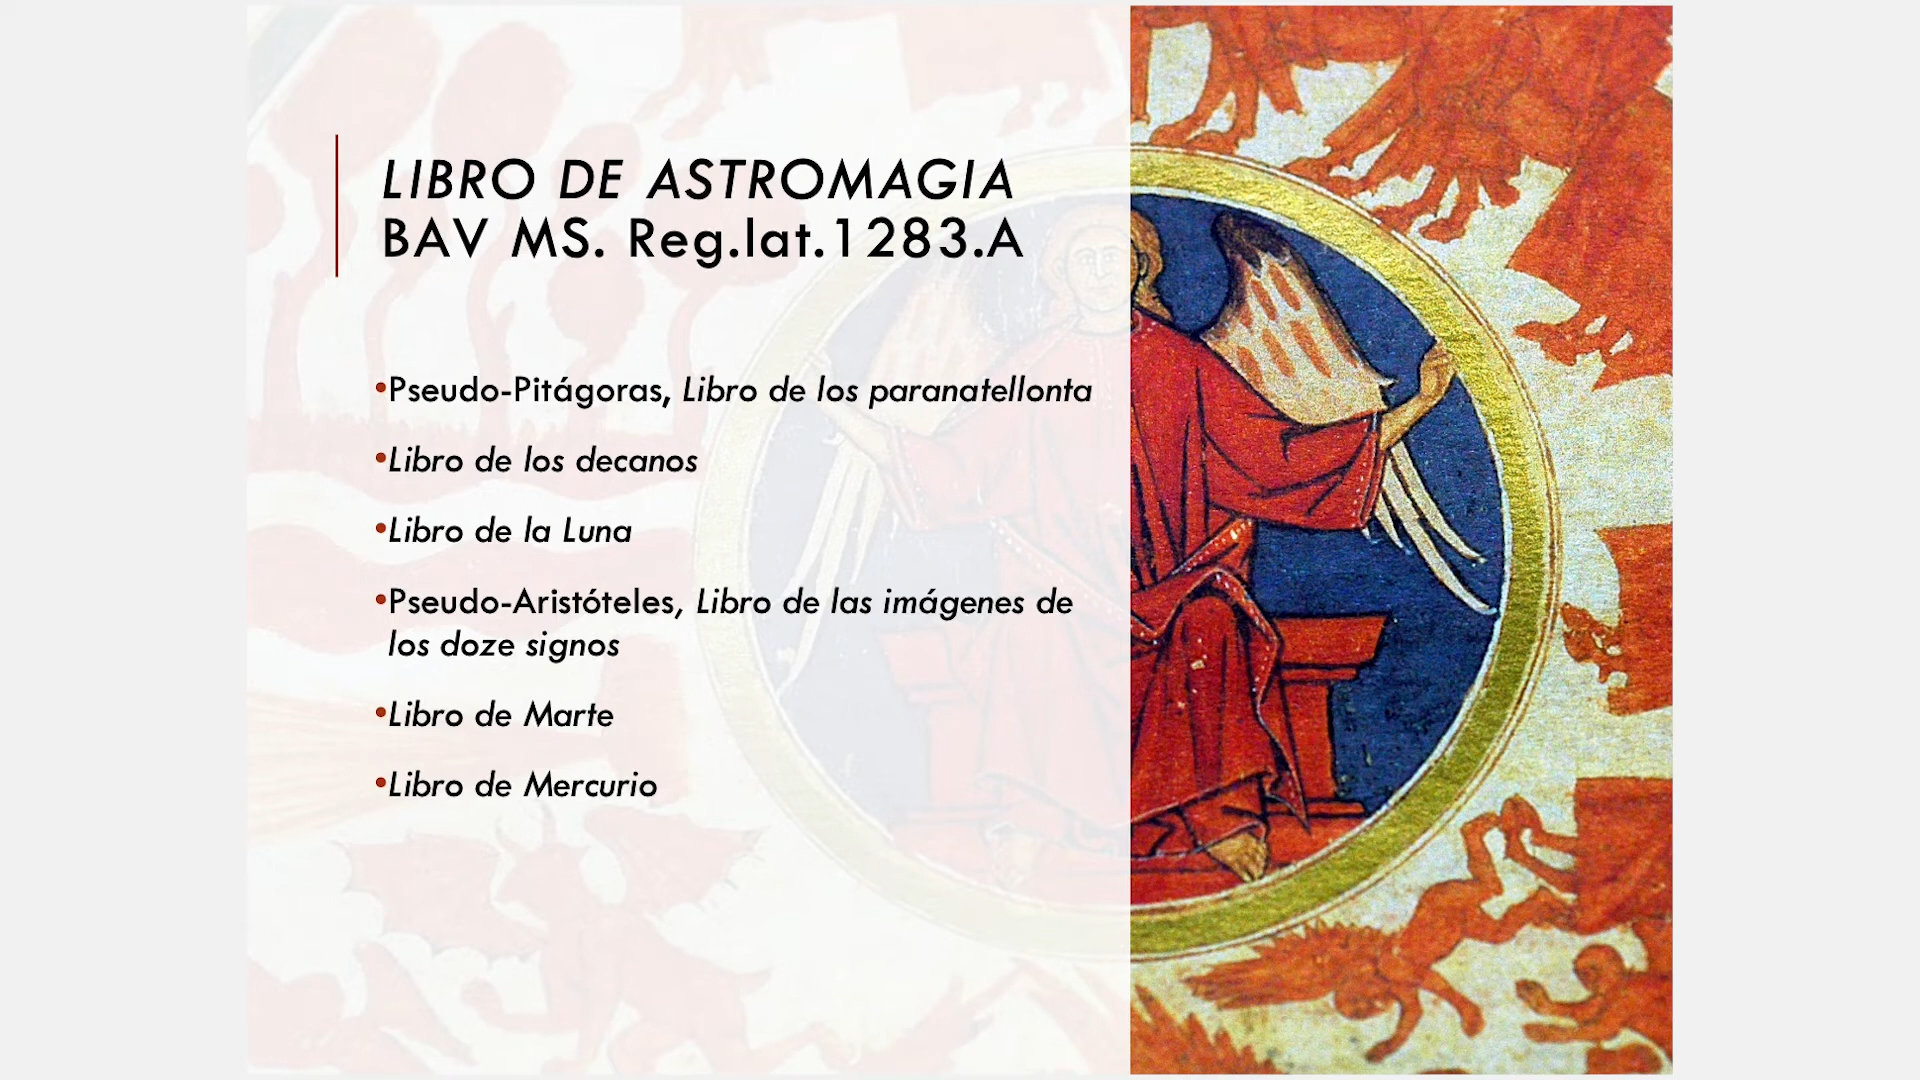 LIBRO DE ASTROMAGIA
BAV MS. Reg.lat.1283.A
•Pseudo-Pitágoras, Libro de los paranatellonta
•Libro de los decanos
•Libro de la Luna
•Pseudo-Aristóteles, Libro de las imágenes de
los doze signos
•Libro de Marte
•Libro de Mercurio